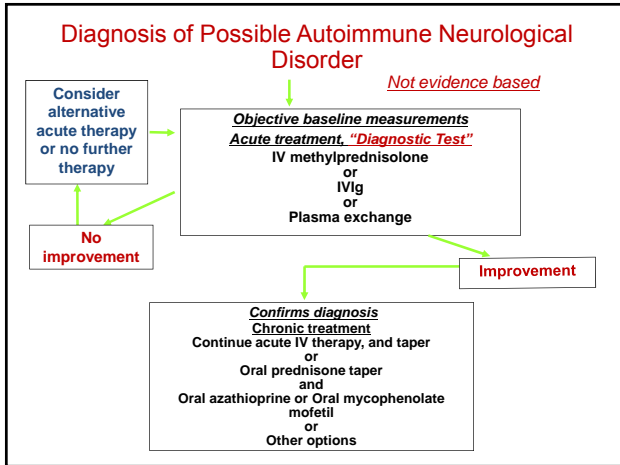 Diagnosis of Possible Autoimmune Neurological
Disorder
Not evidence based
Consider
alternative
acute therapy
or no further
therapy
Objective baseline measurements
Acute treatment, "Diagnostic Test"
IV methylprednisolone
or
IVIg
or
Plasma exchange
No
improvement
Improvement
Confirms diagnosis
Chronic treatment
Continue acute IV therapy, and taper
or
Oral prednisone taper
and
Oral azathioprine or Oral mycophenolate
mofetil
or
Other options